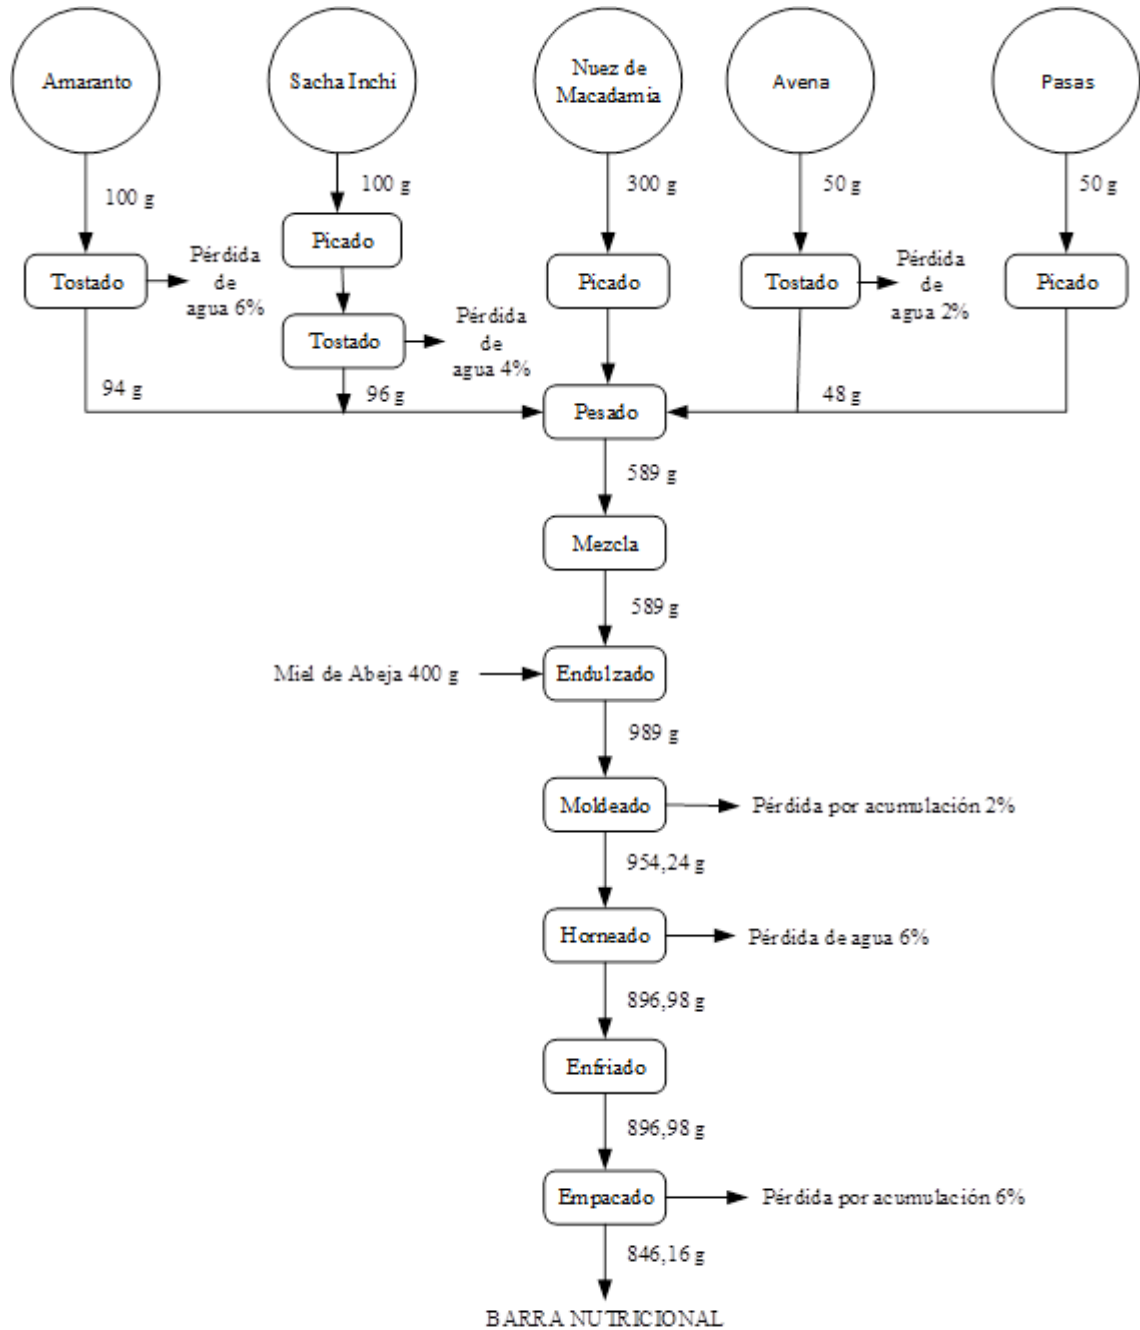 Amaranto
Sacha Inchi
Nuez de
Macadamia
Avena
Pasas
100 g
100 g
300 g
50 g
50 g
Picado
Tostado
Pérdida
de
agua 6%
Tostado
Pérdida
de
agua 4%
Picado
Tostado
Pérdida
de
agua 2%
Picado
94 g
96 g
Pesado
48 g
589 g
Mezcla
589 g
Miel de Abeja 400 g
Endulzado
989 g
Moldeado
Pérdida por acumulación 2%
954,24 g
Horneado
Pérdida de agua 6%
896,98 g
Enfriado
896,98 g
Empacado
Pérdida por acumulación 6%
846,16 g
BARRA NUTRICIONAL